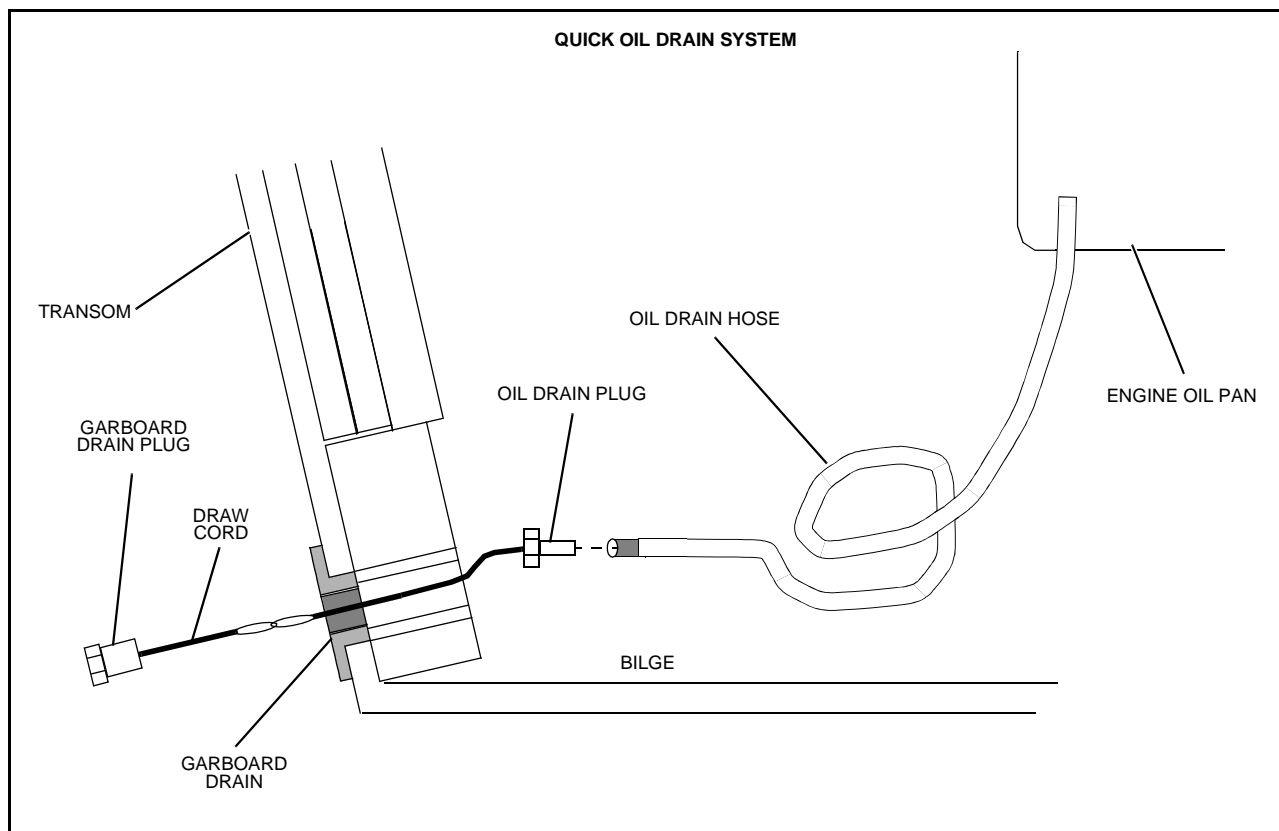 QUICK OIL DRAIN SYSTEM
TRANSOM
OIL DRAIN HOSE
OIL DRAIN PLUG
ENGINE OIL PAN
GARBOARD
DRAIN PLUG
DRAW
CORD
BILGE
GARBOARD
DRAIN